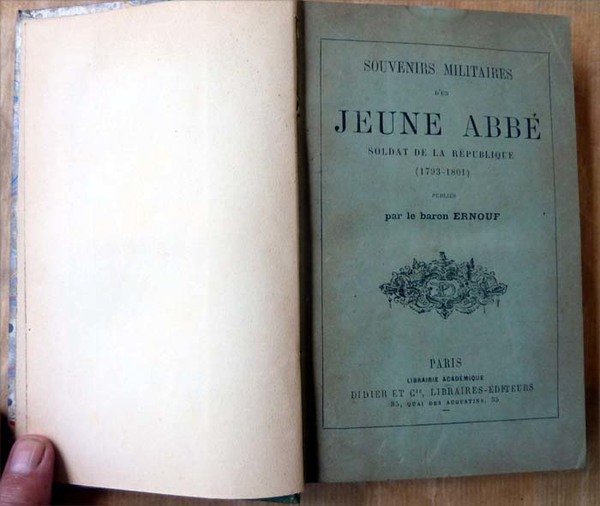 SOUVENIRS MILITAIRES
D'UN
JEUNE ABBÉ
SOLDAT DE LA RÉPUBLIQUE
(1793-1801)
PUBLIÉS
par le baron ERNOUF
PARIS
LIBRAIRIE ACADÉMIQUE
DIDIER ET Cie, LIBRAIRES-ÉDITEURS
35, QUAI DES AUGUSTINS, 35